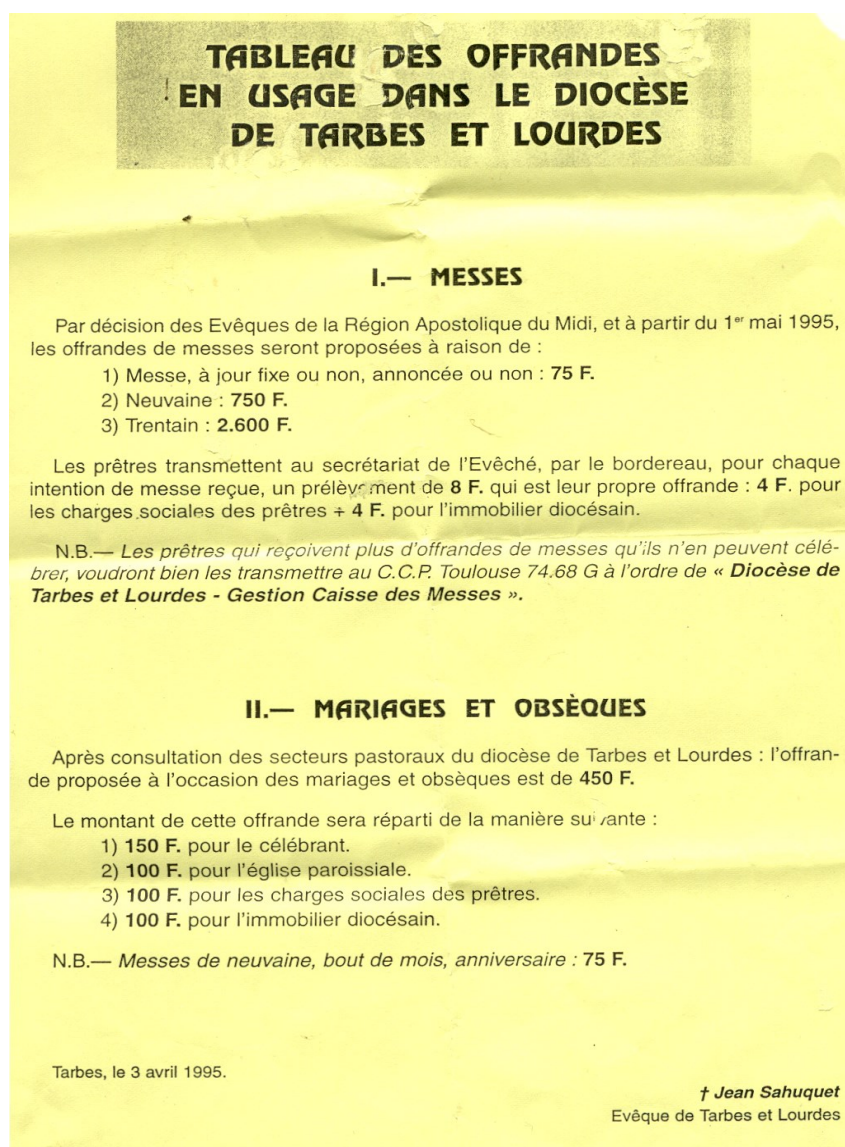 TABLEAU DES OFFRANDES
EN USAGE DANS LE DIOCÈSE
DE TARBES ET LOURDES
I.— MESSES
Par décision des Evêques de la Région Apostolique du Midi, et à partir du 1er mai 1995,
les offrandes de messes seront proposées à raison de :
1) Messe, à jour fixe ou non, annoncée ou non : 75 F.
2) Neuvaine : 750 F.
3) Trentain : 2.600 F.
Les prêtres transmettent au secrétariat de l'Evêché, par le bordereau, pour chaque
intention de messe reçue, un prélèvement de 8 F. qui est leur propre offrande : 4 F. pour
les charges sociales des prêtres + 4 F. pour l'immobilier diocésain.
N.B.— Les prêtres qui reçoivent plus d'offrandes de messes qu'ils n'en peuvent célé-
brer, voudront bien les transmettre au C.C.P. Toulouse 74.68 G à l'ordre de « Diocèse de
Tarbes et Lourdes - Gestion Caisse des Messes ».
II.— MARIAGES ET OBSÈQUES
Après consultation des secteurs pastoraux du diocèse de Tarbes et Lourdes : l'offran-
de proposée à l'occasion des mariages et obsèques est de 450 F.
Le montant de cette offrande sera réparti de la manière suivante :
1) 150 F. pour le célébrant.
2) 100 F. pour l'église paroissiale.
3) 100 F. pour les charges sociales des prêtres.
4) 100 F. pour l'immobilier diocésain.
N.B.— Messes de neuvaine, bout de mois, anniversaire : 75 F.
Tarbes, le 3 avril 1995.
† Jean Sahuquet
Evêque de Tarbes et Lourdes